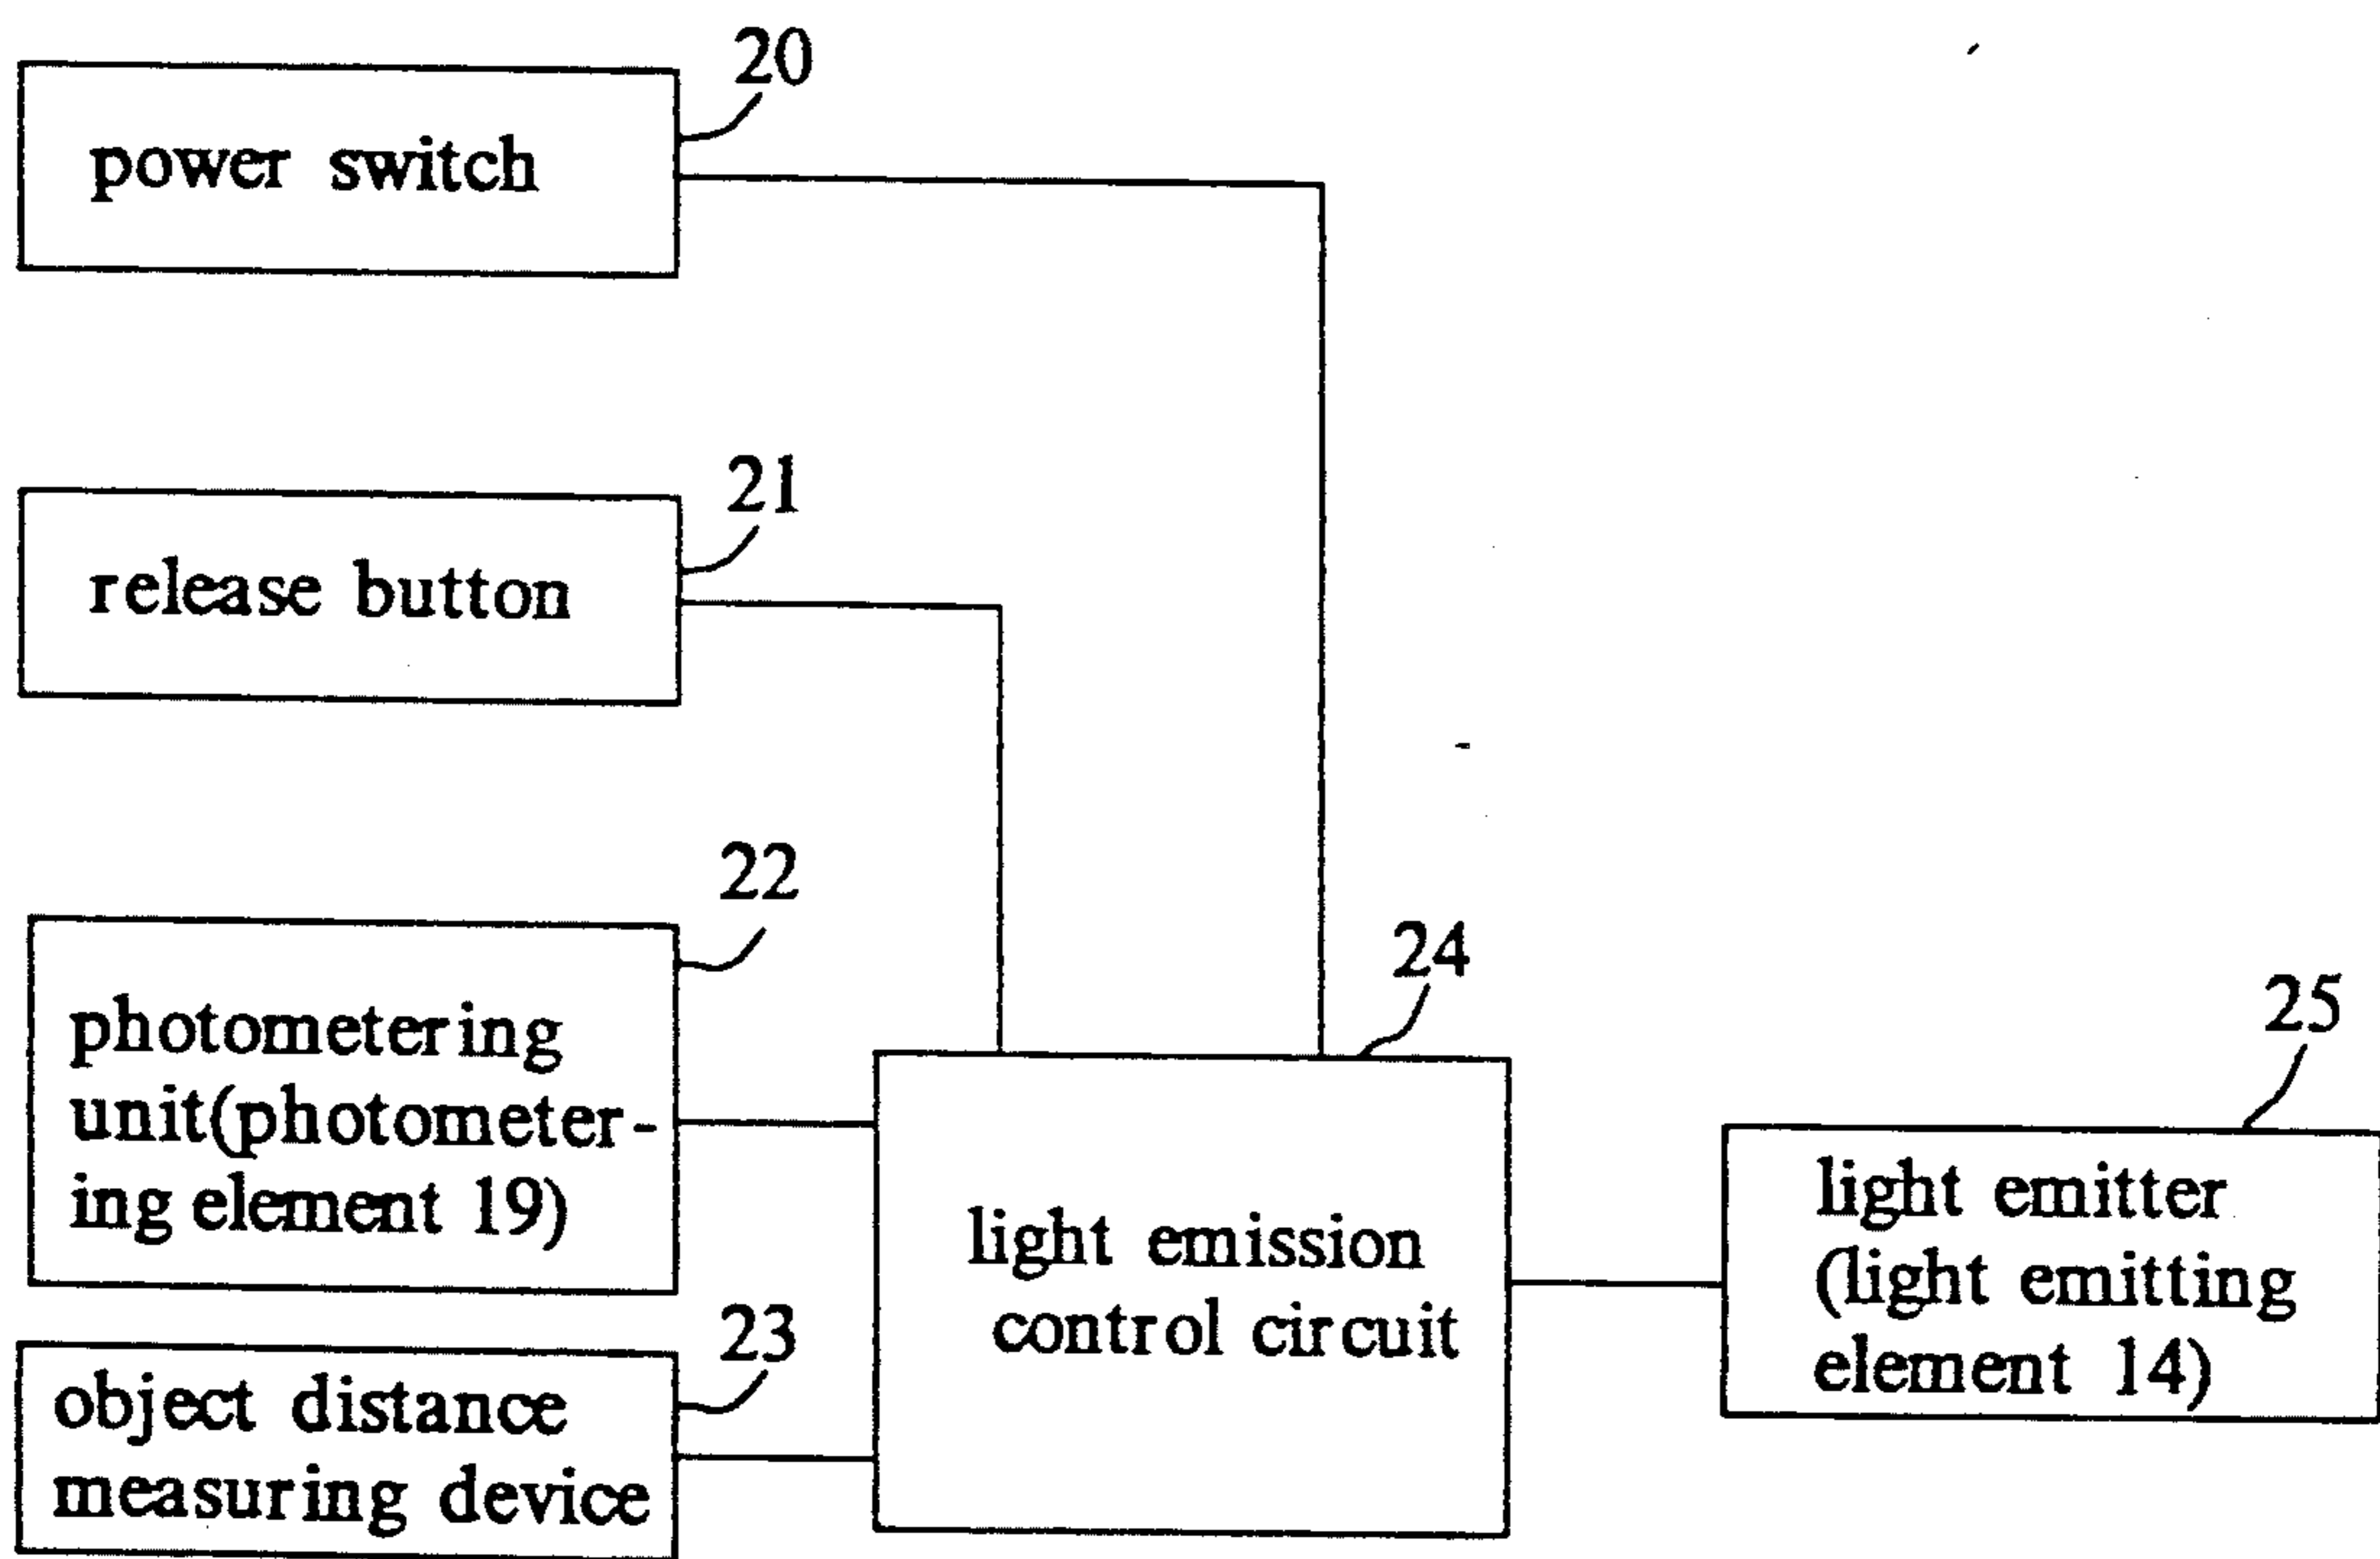 20
power switch
21
release button
22
photometering
unit(photometer-
ing element 19)
23
object distance
measuring device
24
light emission
control circuit
25
light emitter
(light emitting
element 14)